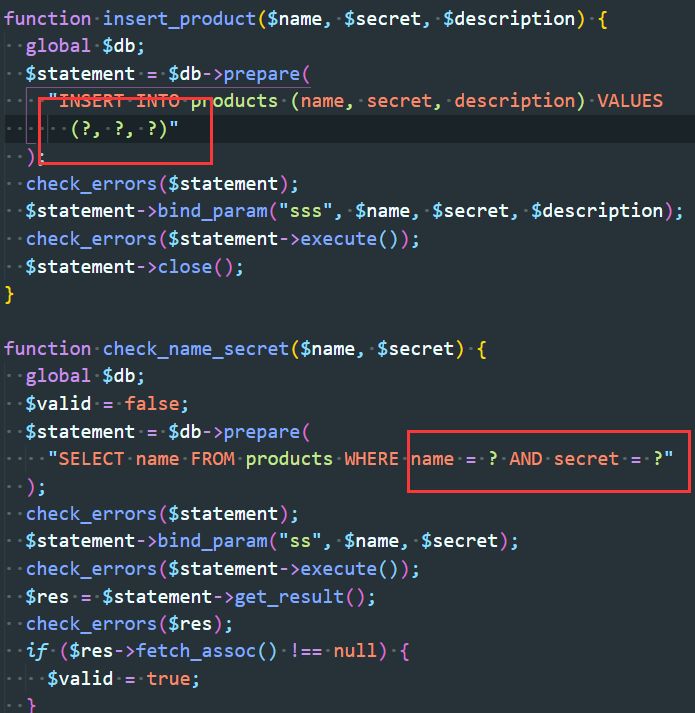 function insert_product($name, $secret, $description) {
  global $db;
  $statement = $db->prepare(
    "INSERT INTO products (name, secret, description) VALUES
      (?, ?, ?)"
  );
  check_errors($statement);
  $statement->bind_param("sss", $name, $secret, $description);
  check_errors($statement->execute());
  $statement->close();
}

function check_name_secret($name, $secret) {
  global $db;
  $valid = false;
  $statement = $db->prepare(
    "SELECT name FROM products WHERE name = ? AND secret = ?"
  );
  check_errors($statement);
  $statement->bind_param("ss", $name, $secret);
  check_errors($statement->execute());
  $res = $statement->get_result();
  check_errors($res);
  if ($res->fetch_assoc() !== null) {
    $valid = true;
  }